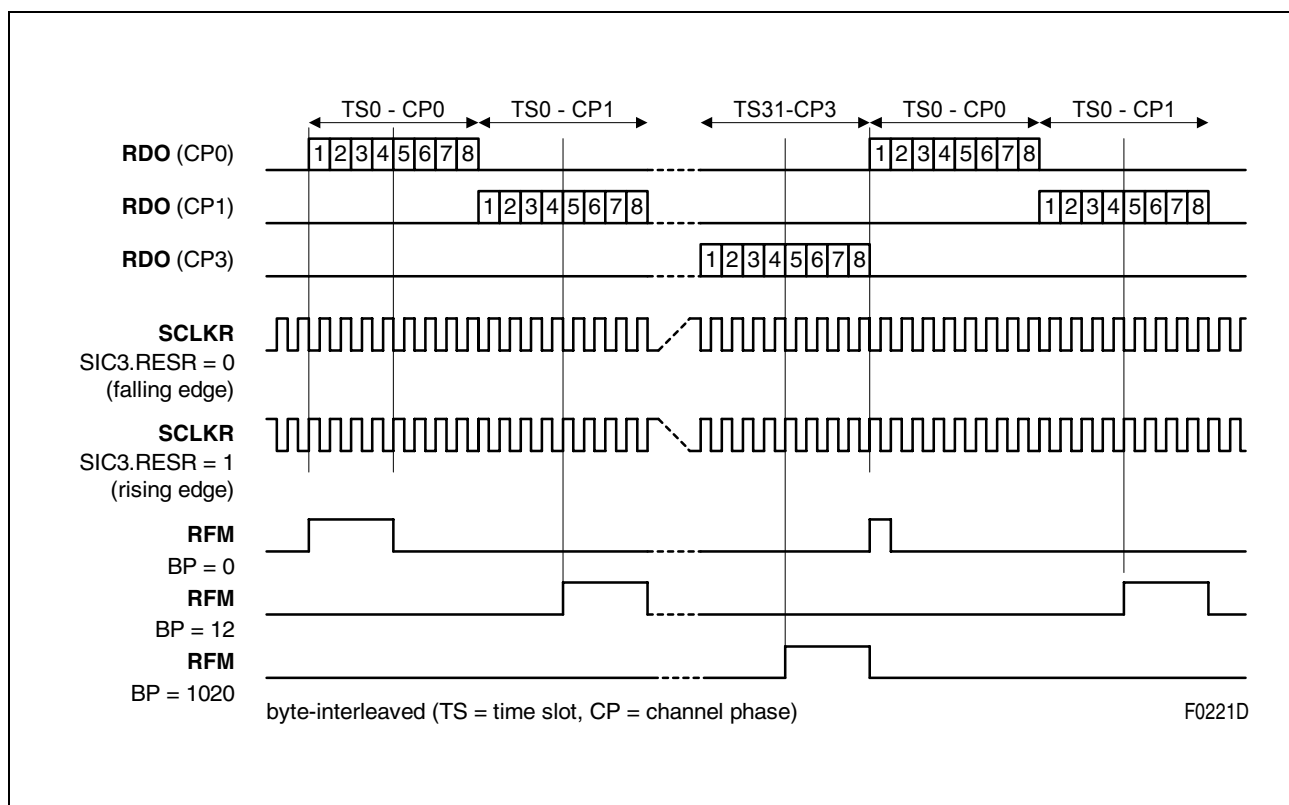 TS0 - CP0 TS0 - CP1 TS31-CP3 TS0 - CP0 TS0 - CP1
RDO (CP0) 1 2 3 4 5 6 7 8 1 2 3 4 5 6 7 8
RDO (CP1) 1 2 3 4 5 6 7 8 1 2 3 4 5 6 7 8
RDO (CP3) 1 2 3 4 5 6 7 8
SCLKR
SIC3.RESR = 0
(falling edge)
SCLKR
SIC3.RESR = 1
(rising edge)
RFM
BP = 0
RFM
BP = 12
RFM
BP = 1020
byte-interleaved (TS = time slot, CP = channel phase) F0221D